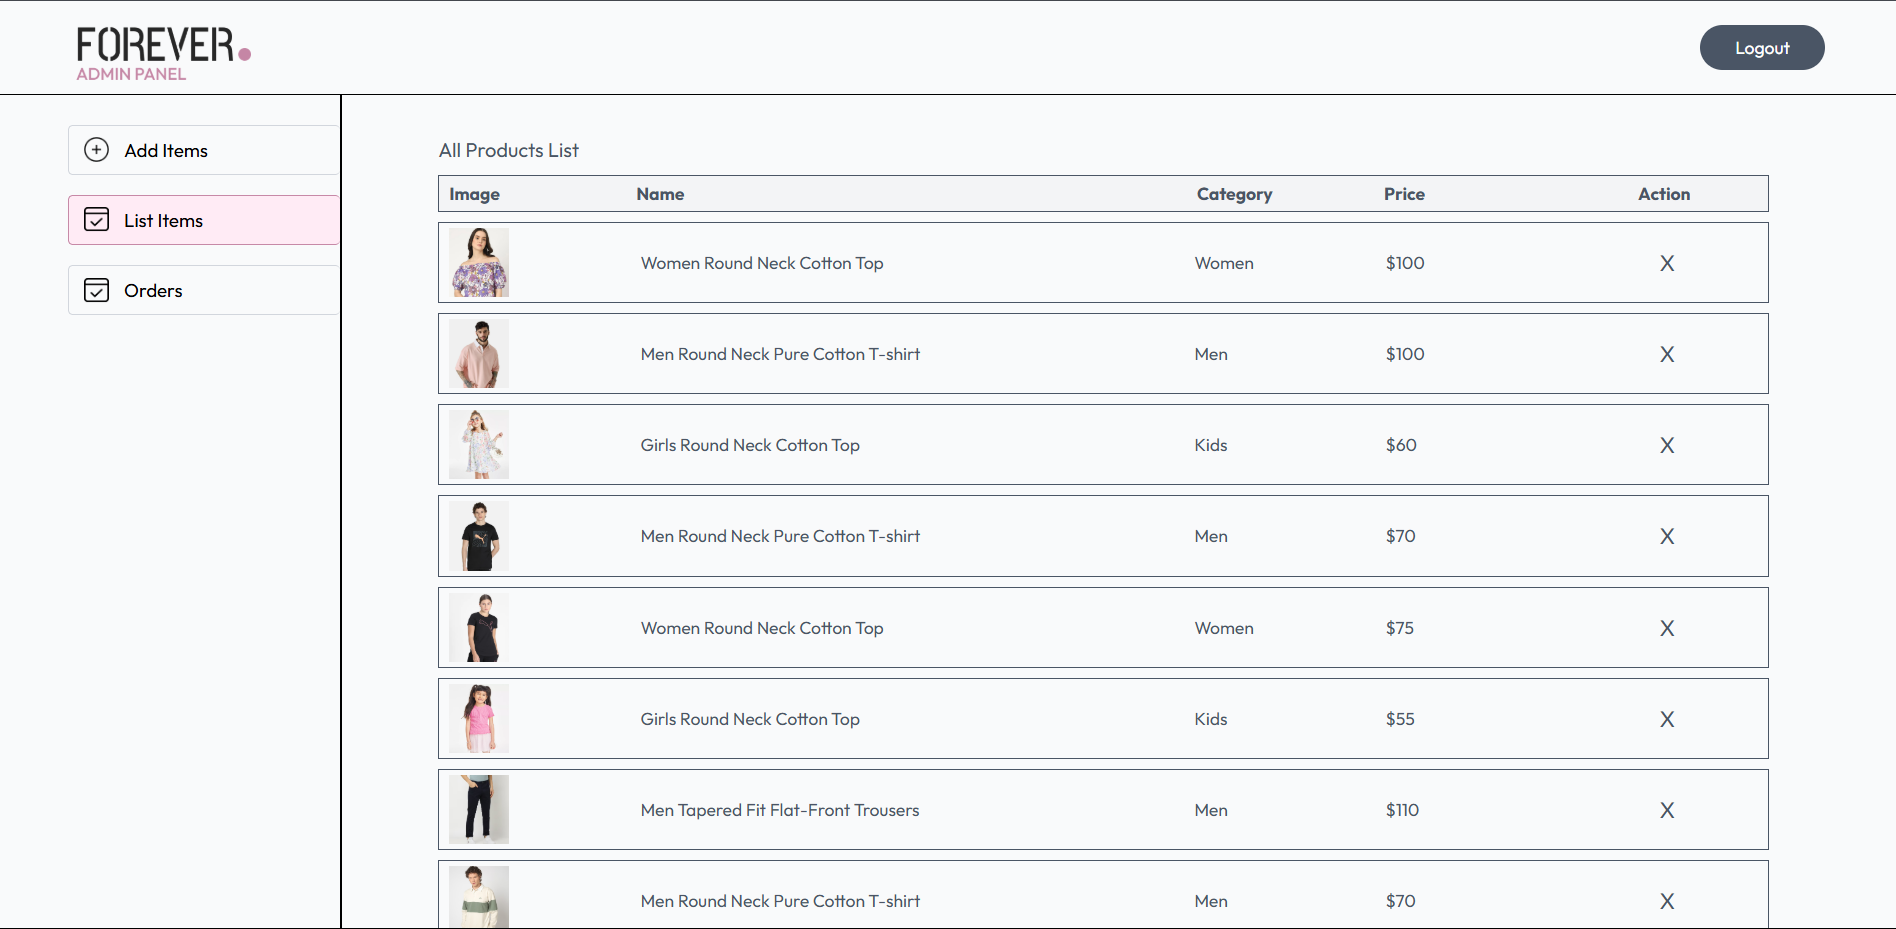 FOREVER.
ADMIN PANEL
Logout
Add Items
List Items
Orders
All Products List
Image Name Category Price Action
Women Round Neck Cotton Top Women $100 X
Men Round Neck Pure Cotton T-shirt Men $100 X
Girls Round Neck Cotton Top Kids $60 X
Men Round Neck Pure Cotton T-shirt Men $70 X
Women Round Neck Cotton Top Women $75 X
Girls Round Neck Cotton Top Kids $55 X
Men Tapered Fit Flat-Front Trousers Men $110 X
Men Round Neck Pure Cotton T-shirt Men $70 X